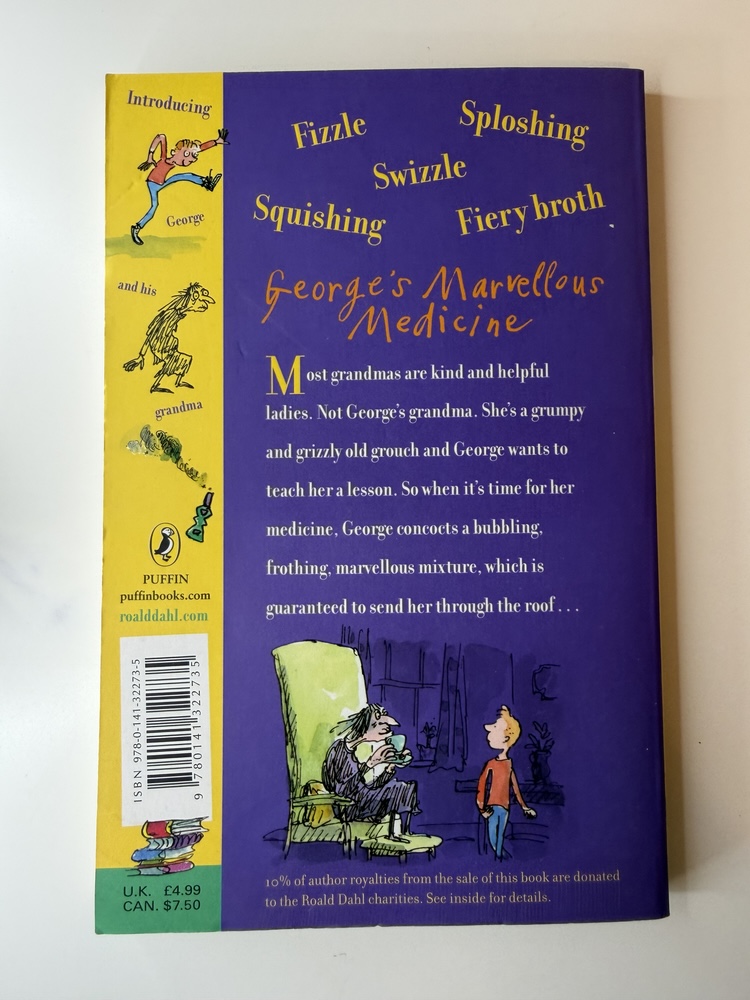 Introducing
George
and his
grandma
PUFFIN
puffinbooks.com
roalddahl.com
ISBN 978-0-141-32273-5
9 780141 322735
U.K. £4.99
CAN. $7.50
Fizzle
Sploshing
Swizzle
Squishing
Fiery broth
George's Marvellous
Medicine
Most grandmas are kind and helpful
ladies. Not George's grandma. She's a grumpy
and grizzly old grouch and George wants to
teach her a lesson. So when it's time for her
medicine, George concocts a bubbling,
frothing, marvellous mixture, which is
guaranteed to send her through the roof . . .
10% of author royalties from the sale of this book are donated
to the Roald Dahl charities. See inside for details.